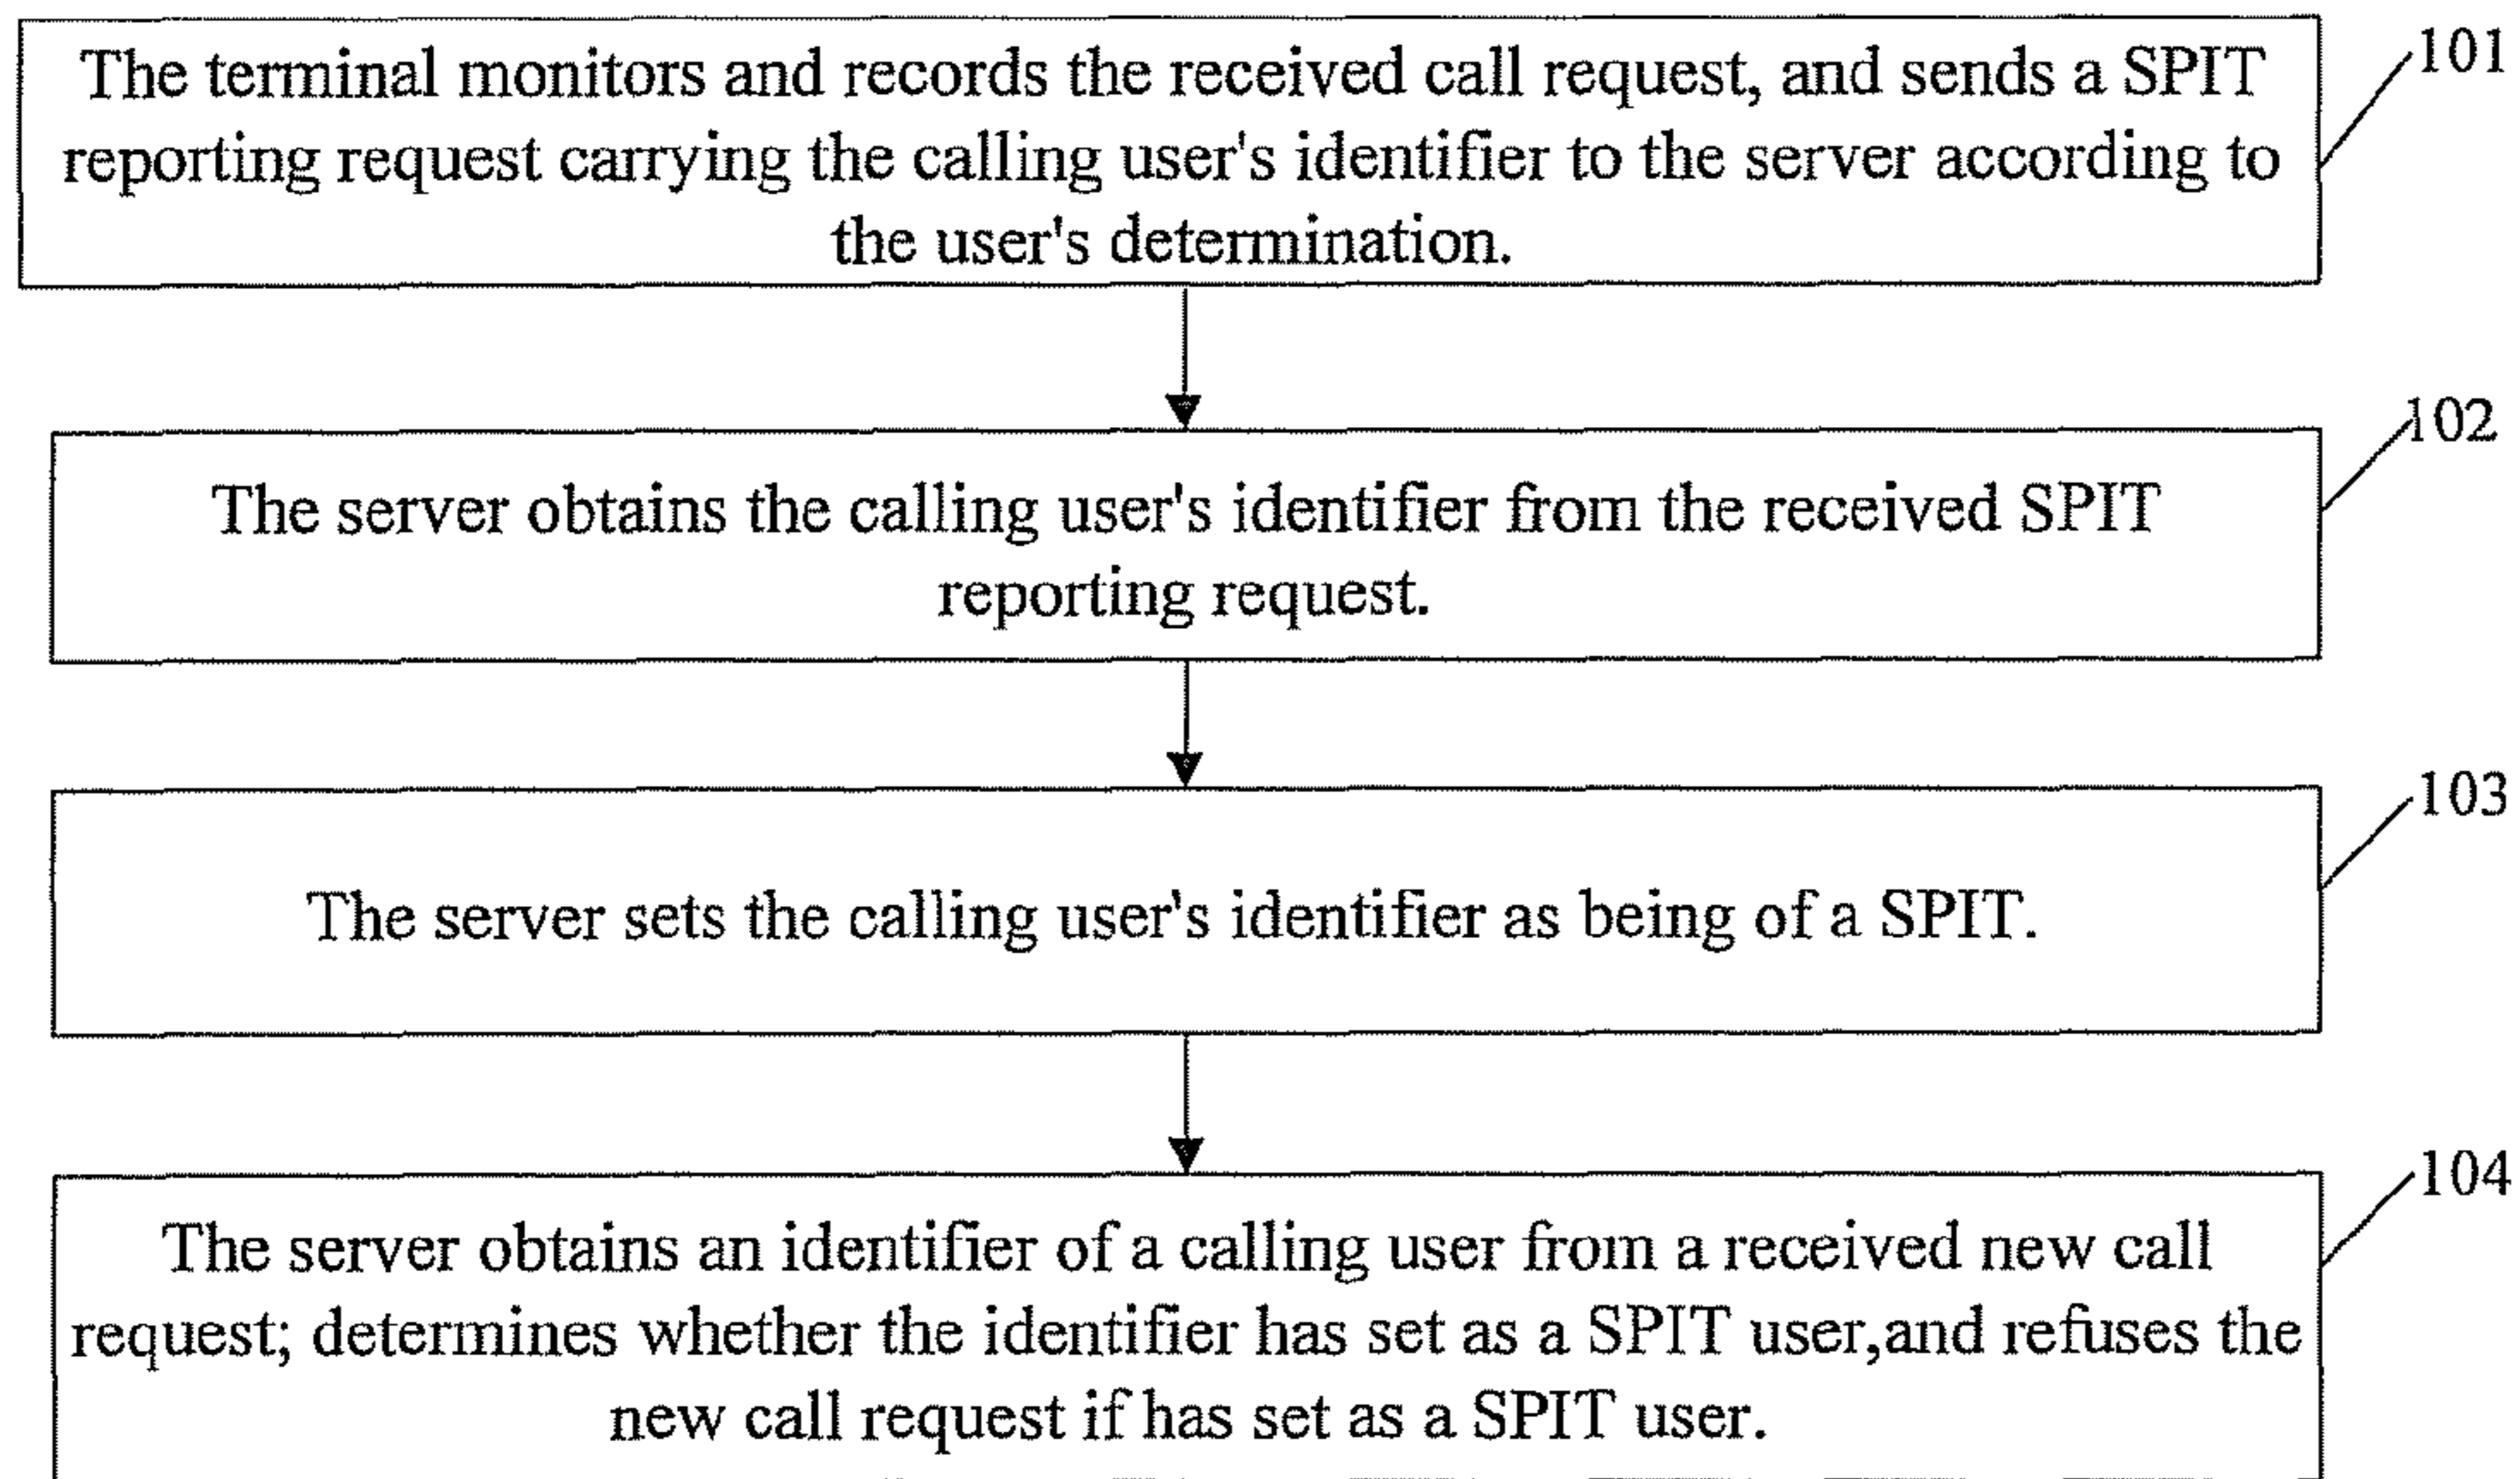 The terminal monitors and records the received call request, and sends a SPIT
reporting request carrying the calling user's identifier to the server according to
the user's determination.
101
The server obtains the calling user's identifier from the received SPIT
reporting request.
102
The server sets the calling user's identifier as being of a SPIT.
103
The server obtains an identifier of a calling user from a received new call
request; determines whether the identifier has set as a SPIT user,and refuses the
new call request if has set as a SPIT user.
104